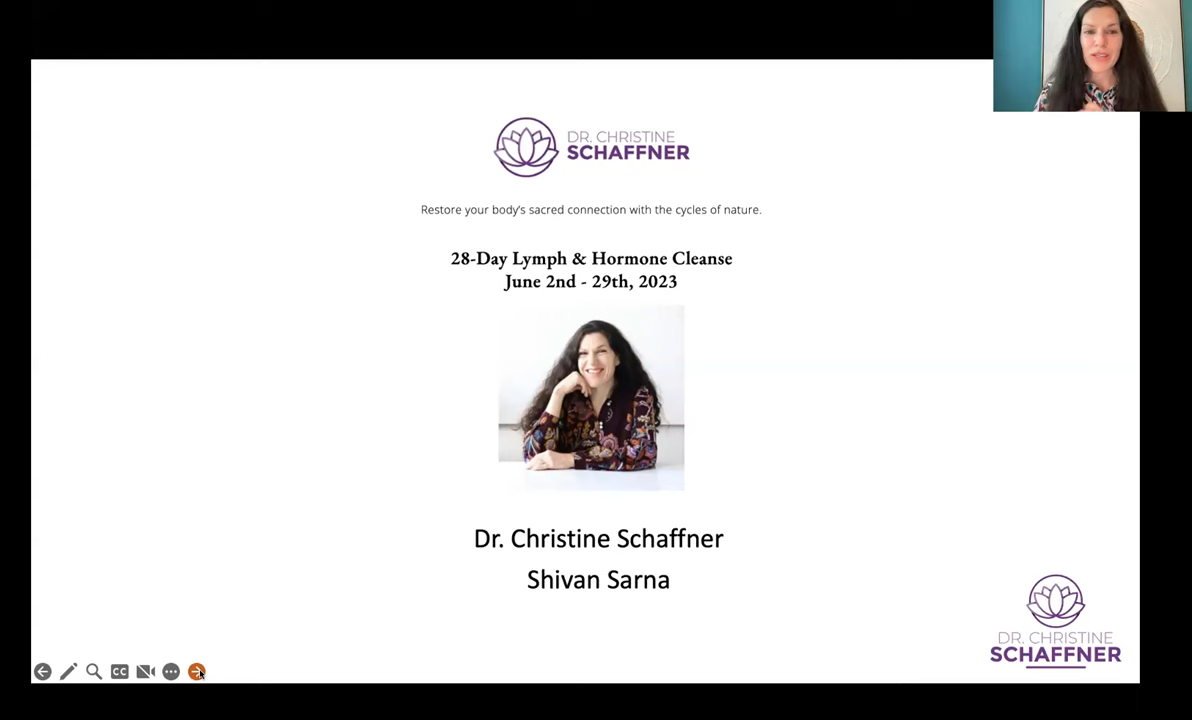 DR. CHRISTINE
SCHAFFNER
Restore your body's sacred connection with the cycles of nature.
28-Day Lymph & Hormone Cleanse
June 2nd - 29th, 2023
Dr. Christine Schaffner
Shivan Sarna
DR. CHRISTINE
SCHAFFNER
CC